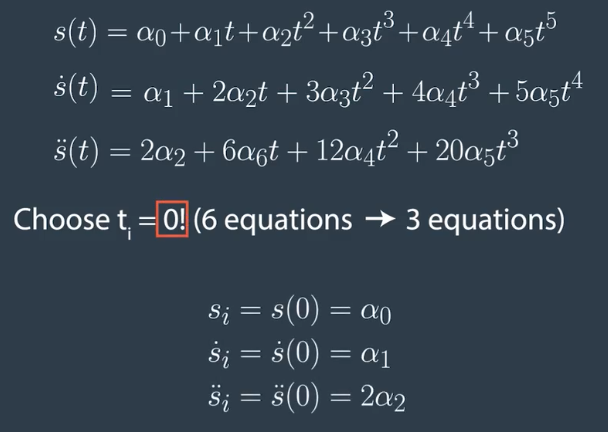 s(t) = α₀+α₁t+α₂t²+α₃t³+α₄t⁴+α₅t⁵
ṡ(t) = α₁ + 2α₂t + 3α₃t² + 4α₄t³ + 5α₅t⁴
s̈(t) = 2α₂ + 6α₆t + 12α₄t² + 20α₅t³
Choose tᵢ = 0! (6 equations → 3 equations)
sᵢ = s(0) = α₀
ṡᵢ = ṡ(0) = α₁
s̈ᵢ = s̈(0) = 2α₂